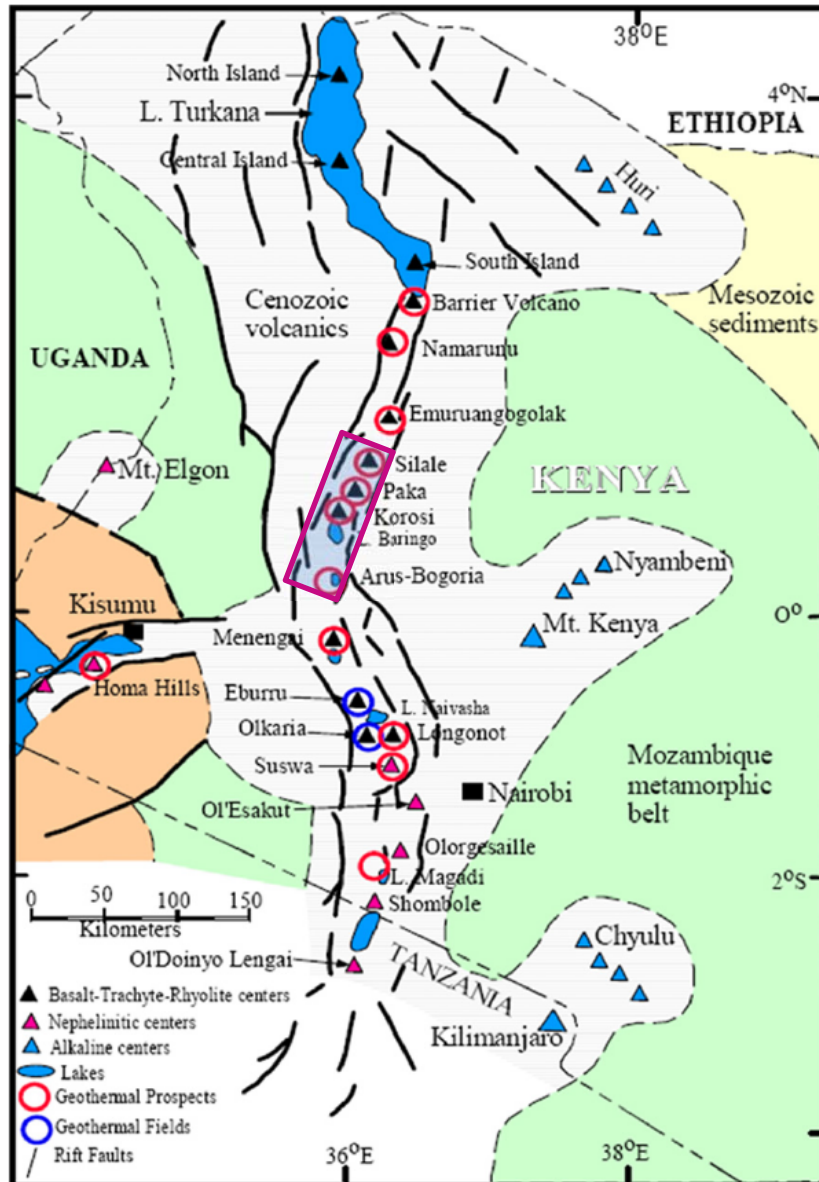 38°E
4°N
North Island
L. Turkana
ETHIOPIA
Central Island
Huri
South Island
Cenozoic
volcanics
Barrier Volcano
Mesozoic
sediments
Namarunu
UGANDA
Emuruangogolak
Mt. Elgon
Silale
KENYA
Paka
Korosi
Baringo
Nyambeni
Arus-Bogoria
Kisumu
0°
Mt. Kenya
Menengai
Homa Hills
Eburru
L. Naivasha
Olkaria
Longonot
Suswa
Mozambique
metamorphic
belt
Nairobi
Ol'Esakut
Olorgesaille
L. Magadi
2°S
0 50 100 150
Kilometers
Shombole
Chyulu
Ol'Doinyo Lengai
TANZANIA
Kilimanjaro
Basalt-Trachyte-Rhyolite centers
Nephelinitic centers
Alkaline centers
Lakes
Geothermal Prospects
Geothermal Fields
Rift Faults
36°E
38°E